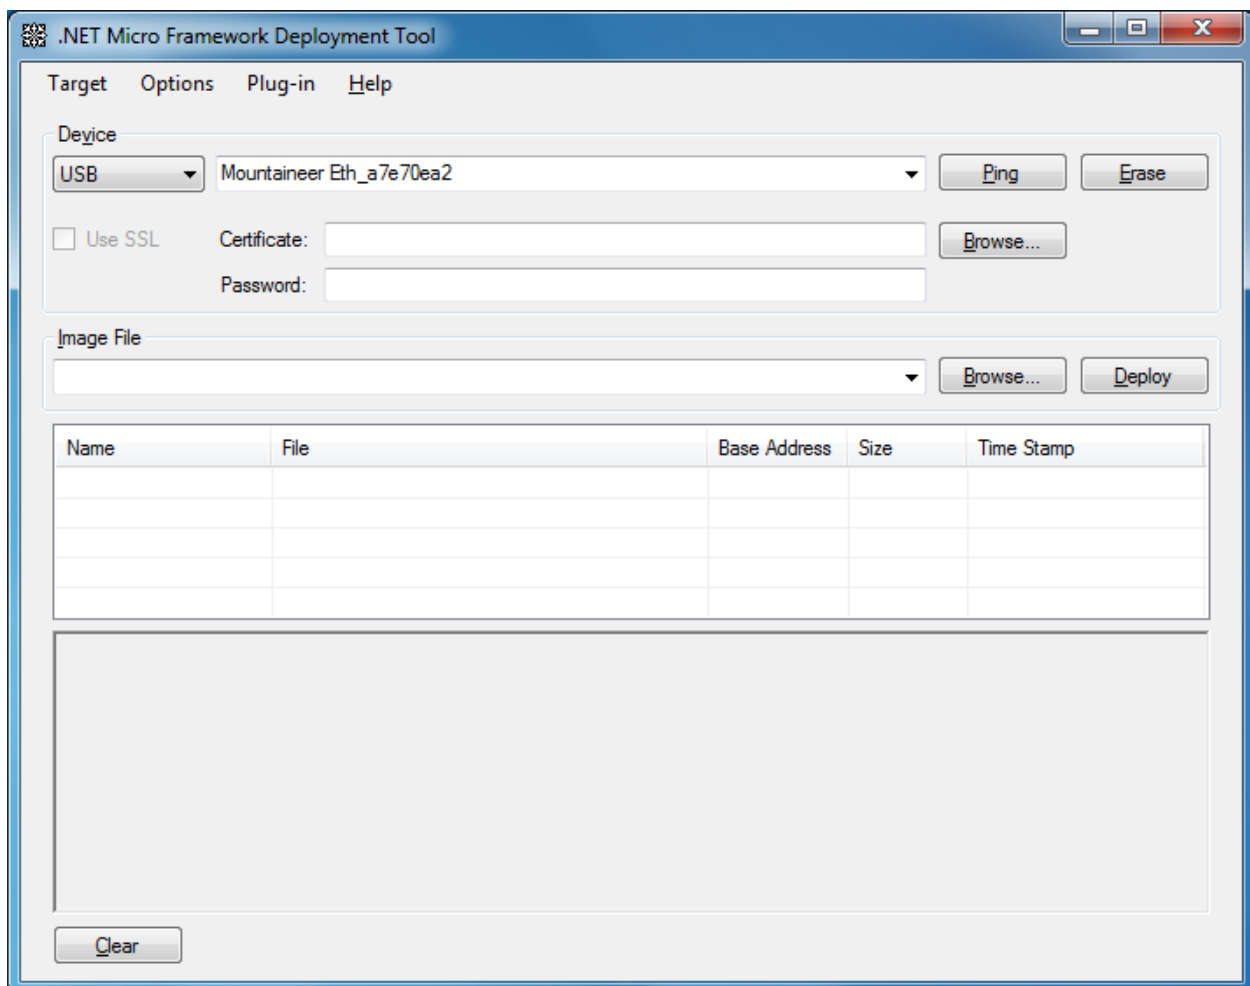 .NET Micro Framework Deployment Tool
Target Options Plug-in Help
Device
USB Mountaineer Eth_a7e70ea2 Ping Erase
Use SSL Certificate: Browse...
Password:
Image File
Browse... Deploy
Name File Base Address Size Time Stamp
Clear